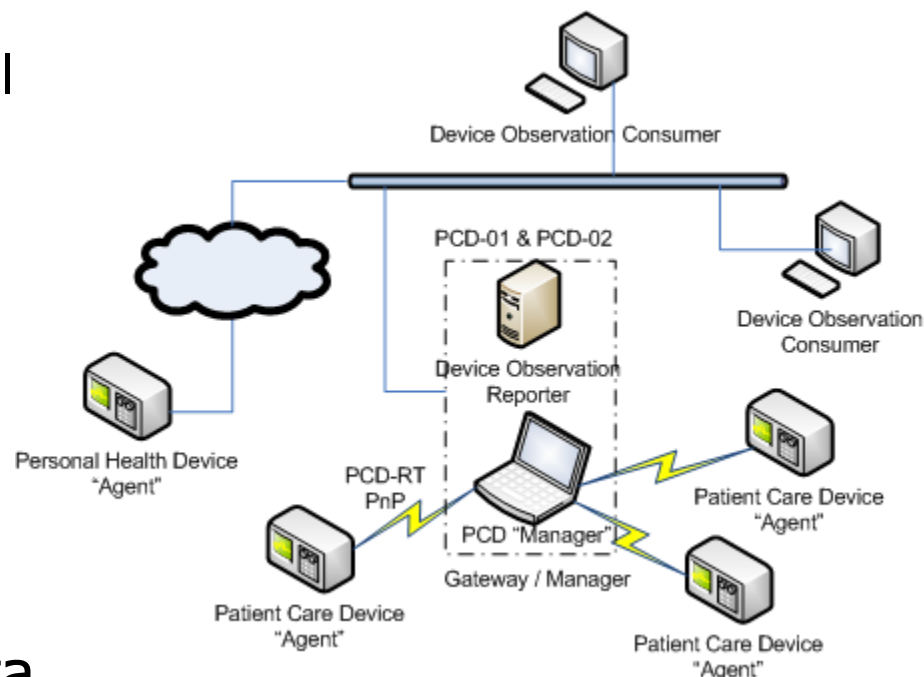 l
Device Observation Consumer
PCD-01 & PCD-02
Device Observation
Consumer
Device Observation
Reporter
Personal Health Device
“Agent”
PCD-RT
PnP
Patient Care Device
“Agent”
PCD “Manager”
Gateway / Manager
Patient Care Device
“Agent”
Patient Care Device
“Agent”